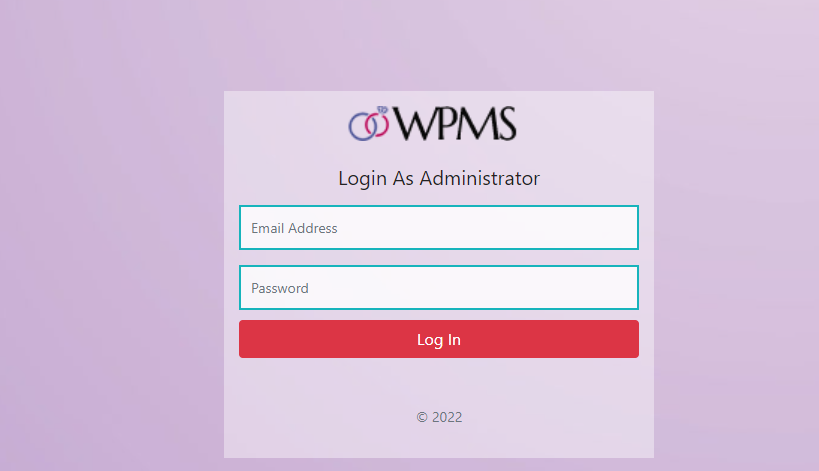 WPMS
Login As Administrator
Email Address
Password
Log In
© 2022